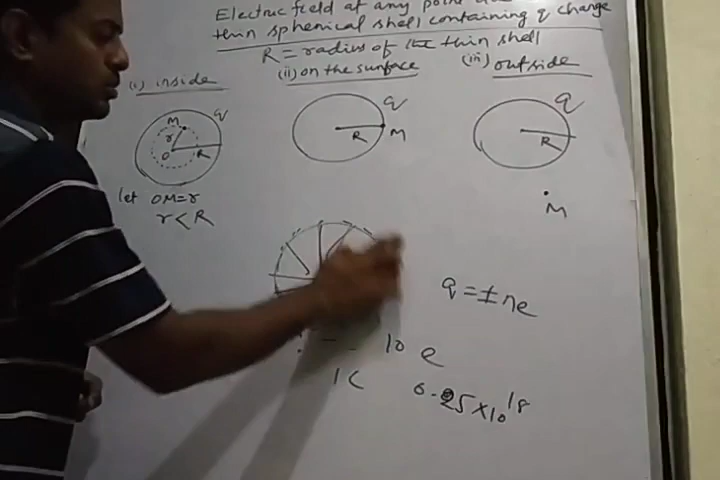 Electric field at any point
thin spherical shell containing q charge
R = radius of the thin shell
(i) inside
(ii) on the surface
(iii) outside
M
q
r
R
O
q
R
M
q
R
M
let OM = r
r < R
q = ± ne
10 e
1C
6.25 × 10^18